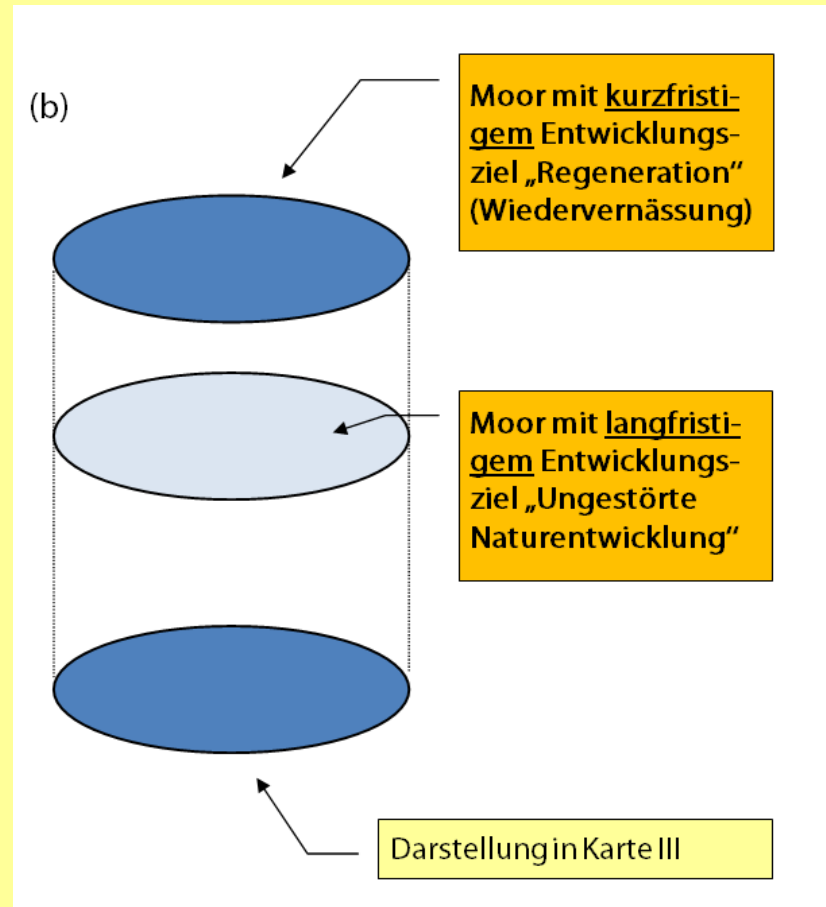 (b)
Moor mit kurzfristi-
gem Entwicklungs-
ziel „Regeneration“
(Wiedervernässung)
Moor mit langfristi-
gem Entwicklungs-
ziel „Ungestörte
Naturentwicklung“
Darstellung in Karte III